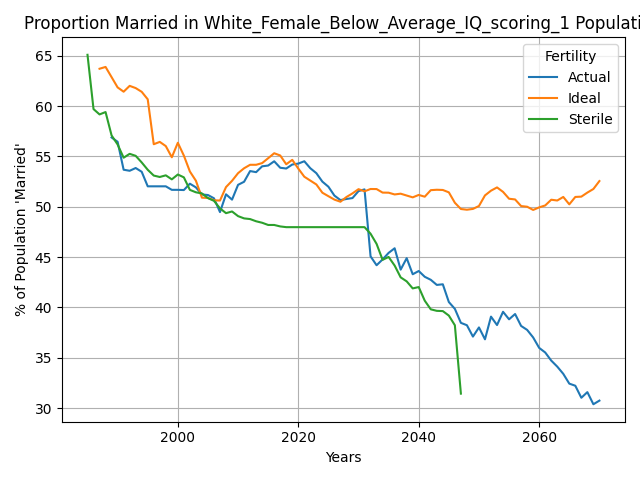 Proportion Married in White_Female_Below_Average_IQ_scoring_1 Populati
Fertility
Actual
Ideal
Sterile
% of Population 'Married'
65
60
55
50
45
40
35
30
2000
2020
2040
2060
Years